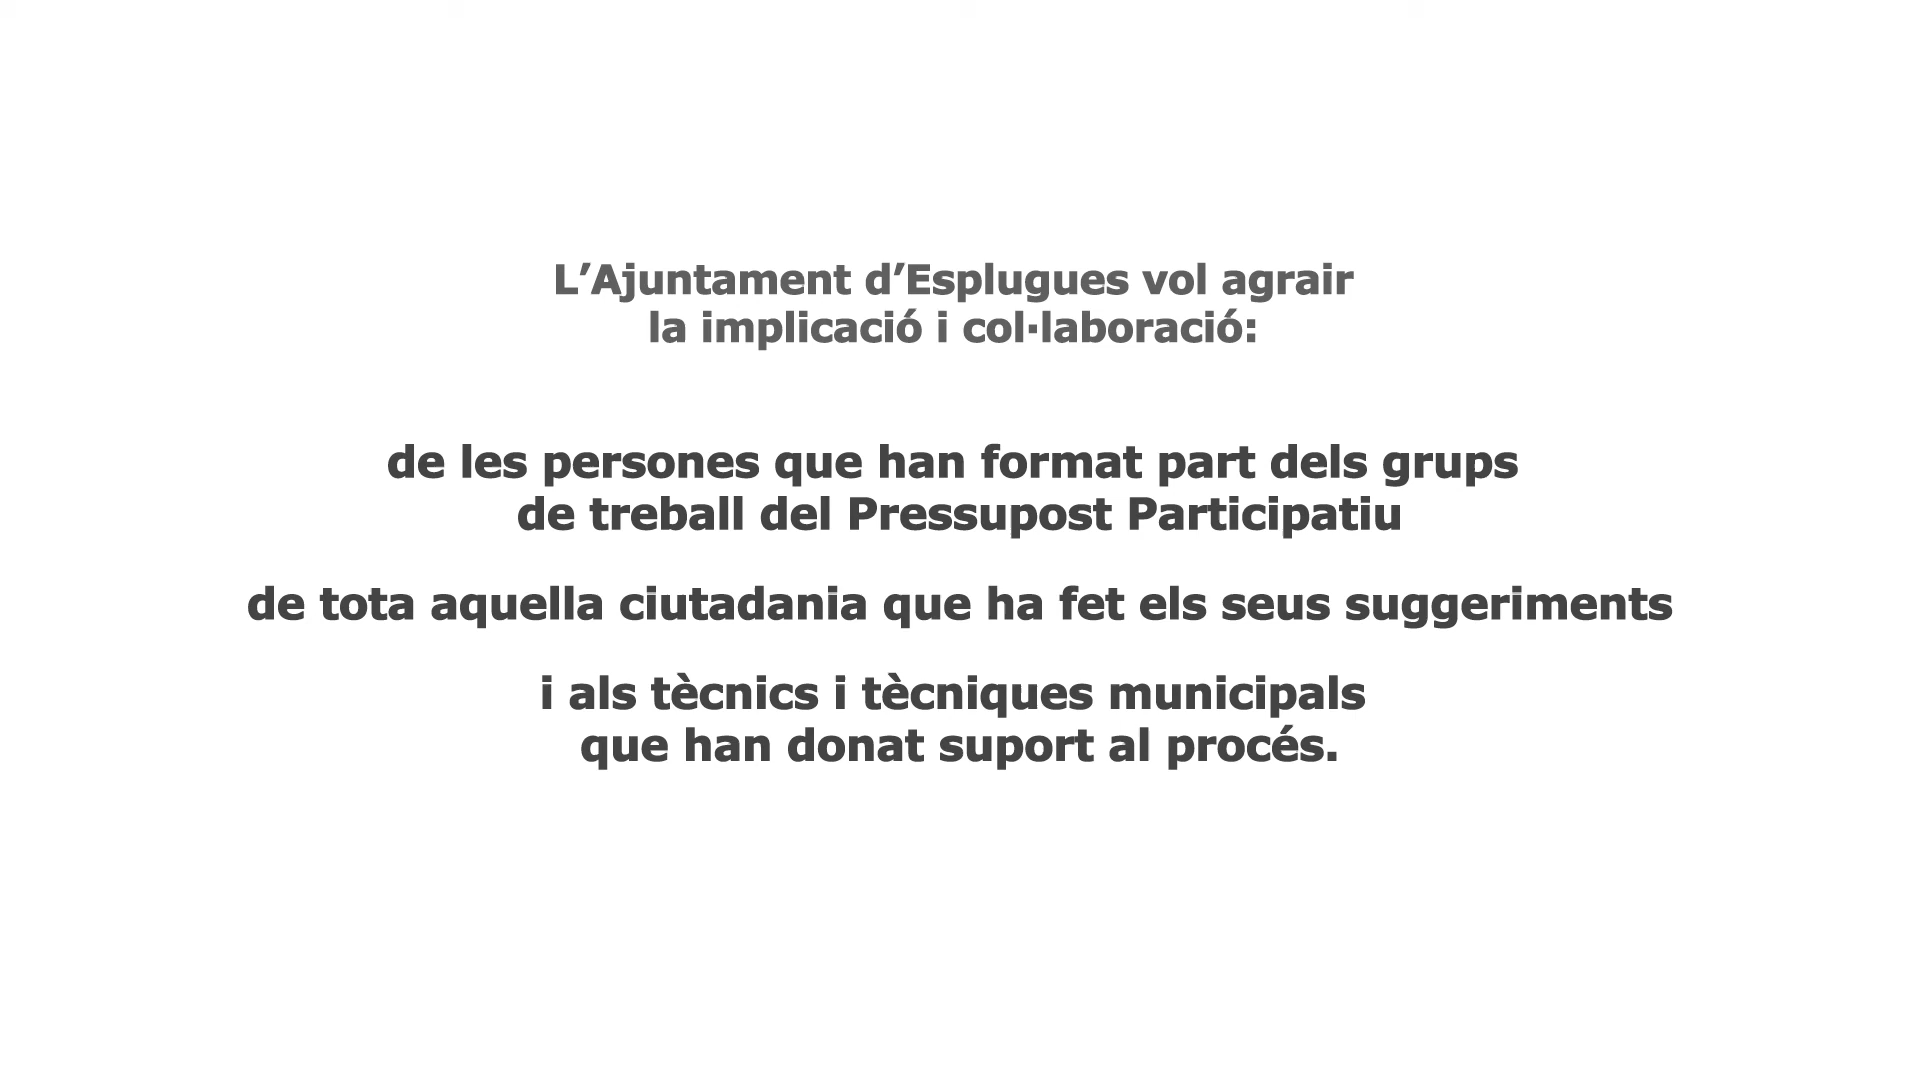 L’Ajuntament d’Esplugues vol agrair
la implicació i col·laboració:
de les persones que han format part dels grups
de treball del Pressupost Participatiu
de tota aquella ciutadania que ha fet els seus suggeriments
i als tècnics i tècniques municipals
que han donat suport al procés.